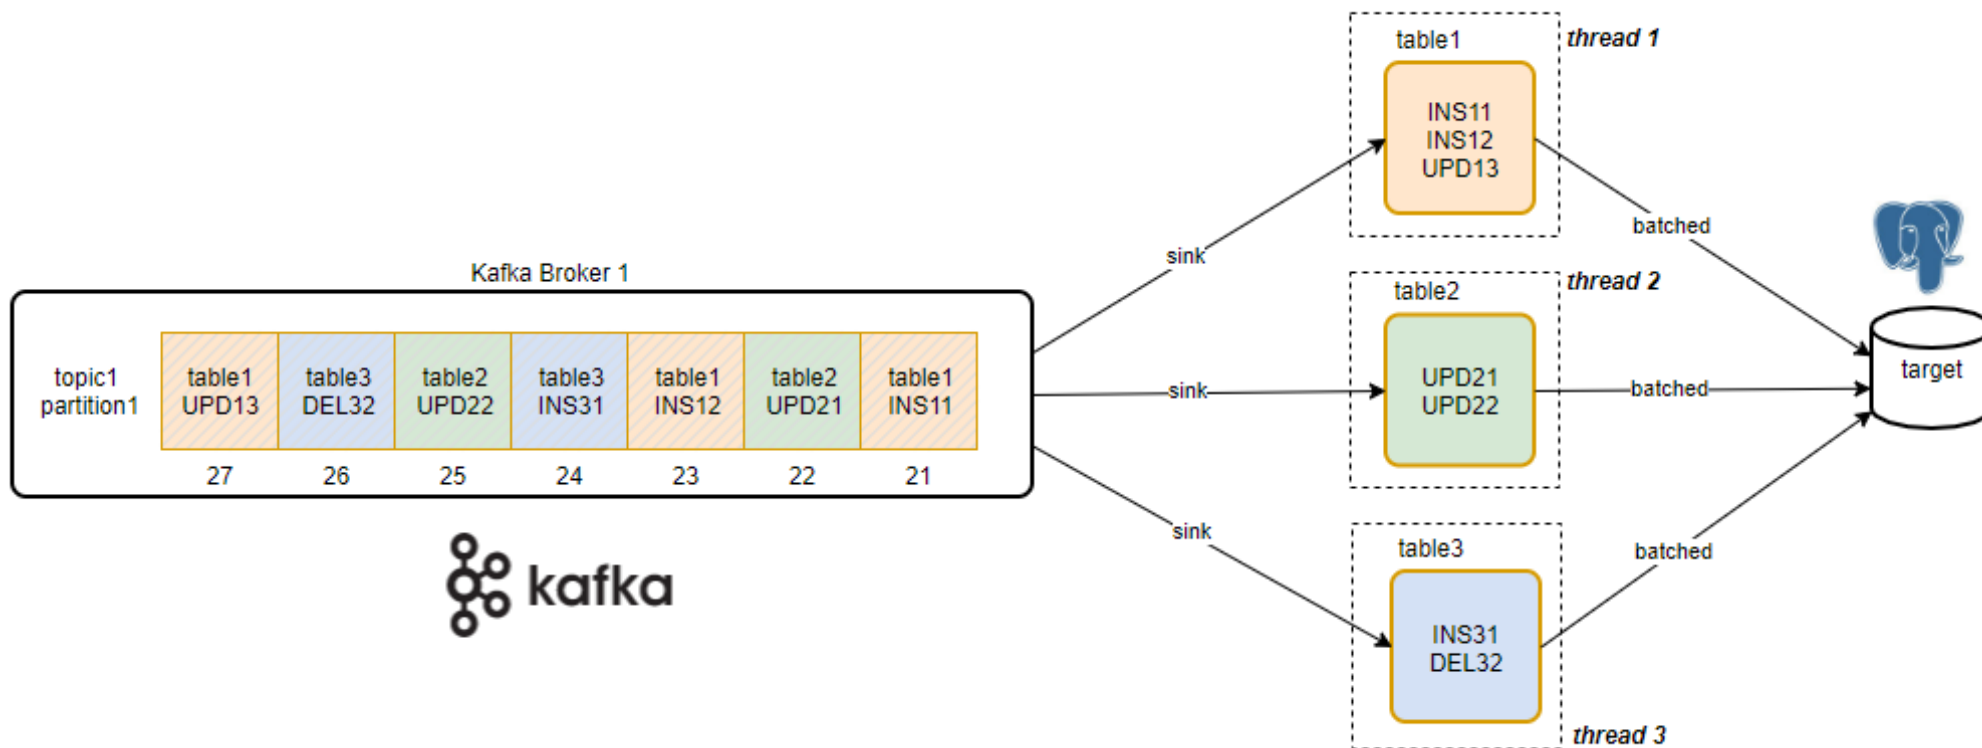 table1
thread 1
INS11
INS12
UPD13
sink
batched
Kafka Broker 1
topic1
partition1
table1
UPD13
table3
DEL32
table2
UPD22
table3
INS31
table1
INS12
table2
UPD21
table1
INS11
27
26
25
24
23
22
21
kafka
table2
thread 2
sink
UPD21
UPD22
batched
target
sink
table3
INS31
DEL32
batched
thread 3